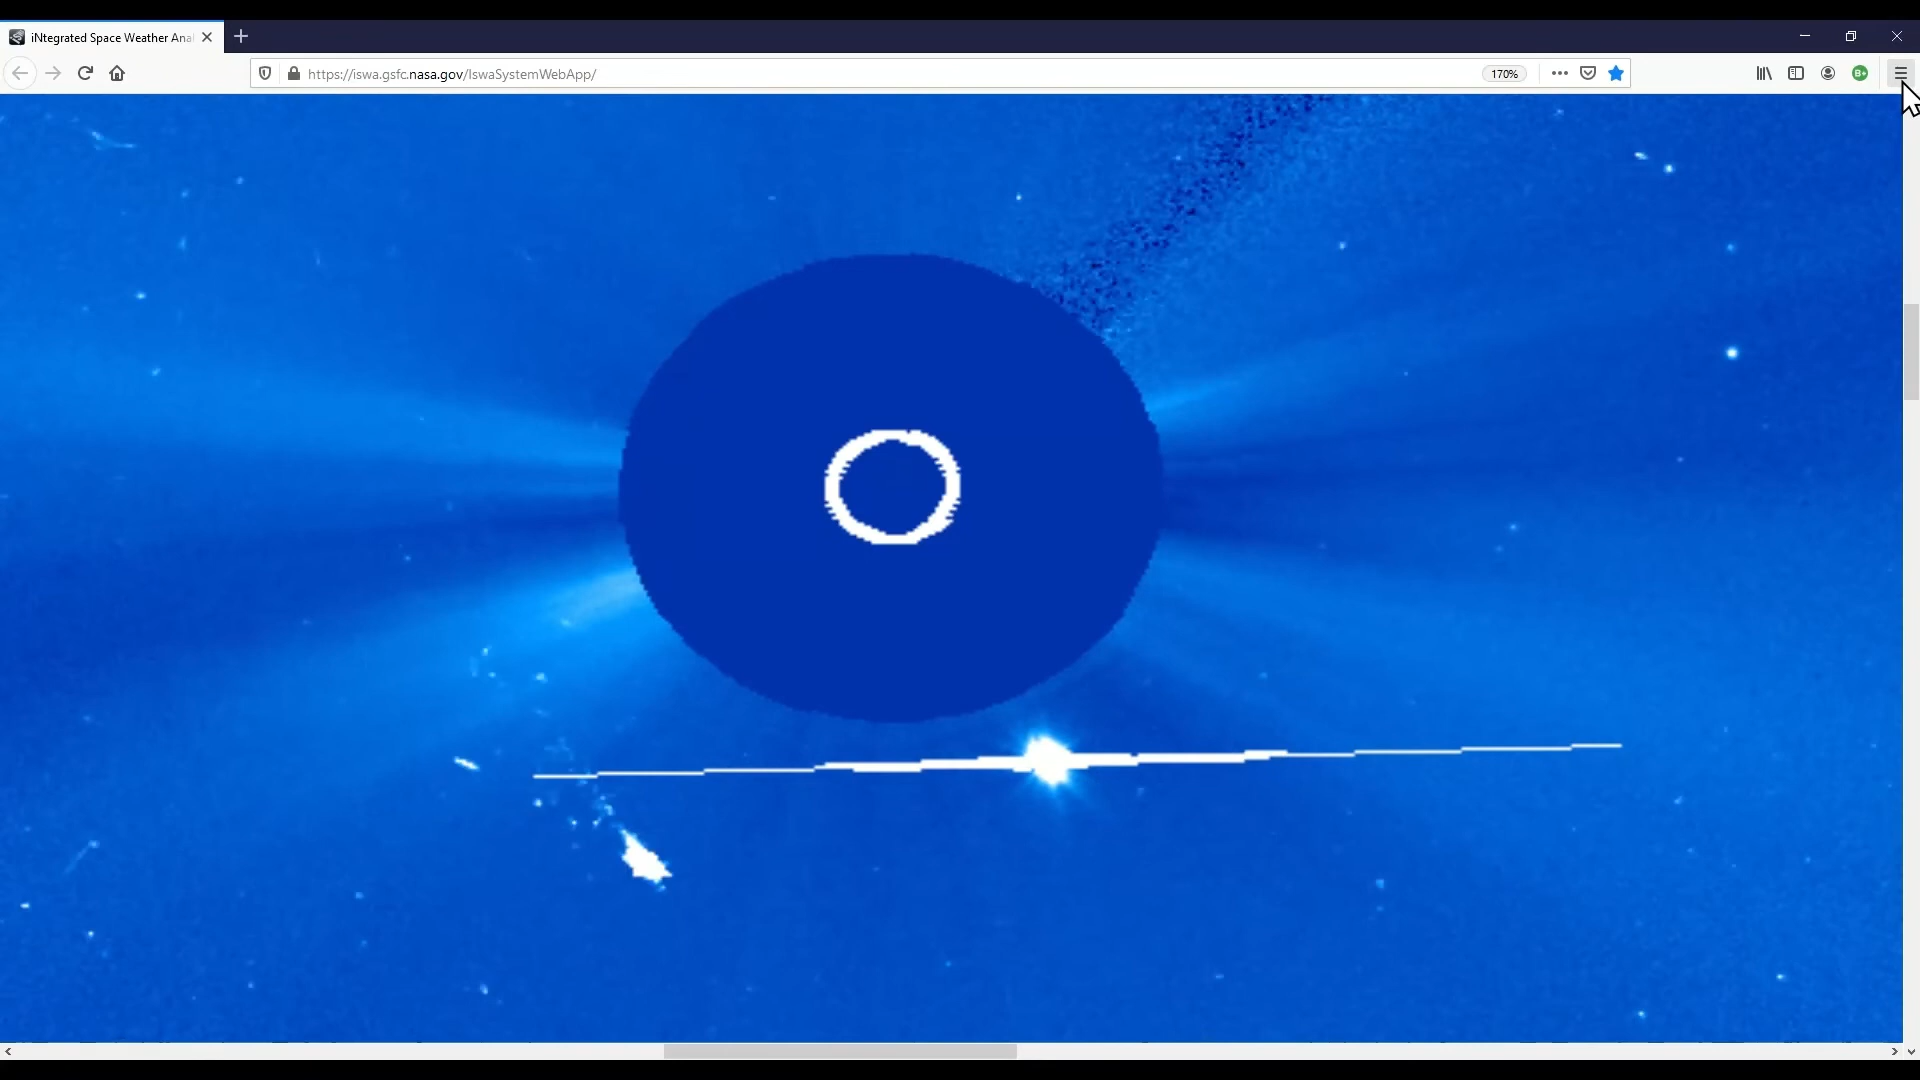 iNtegrated Space Weather Ana
https://iswa.gsfc.nasa.gov/IswaSystemWebApp/
170%
B+